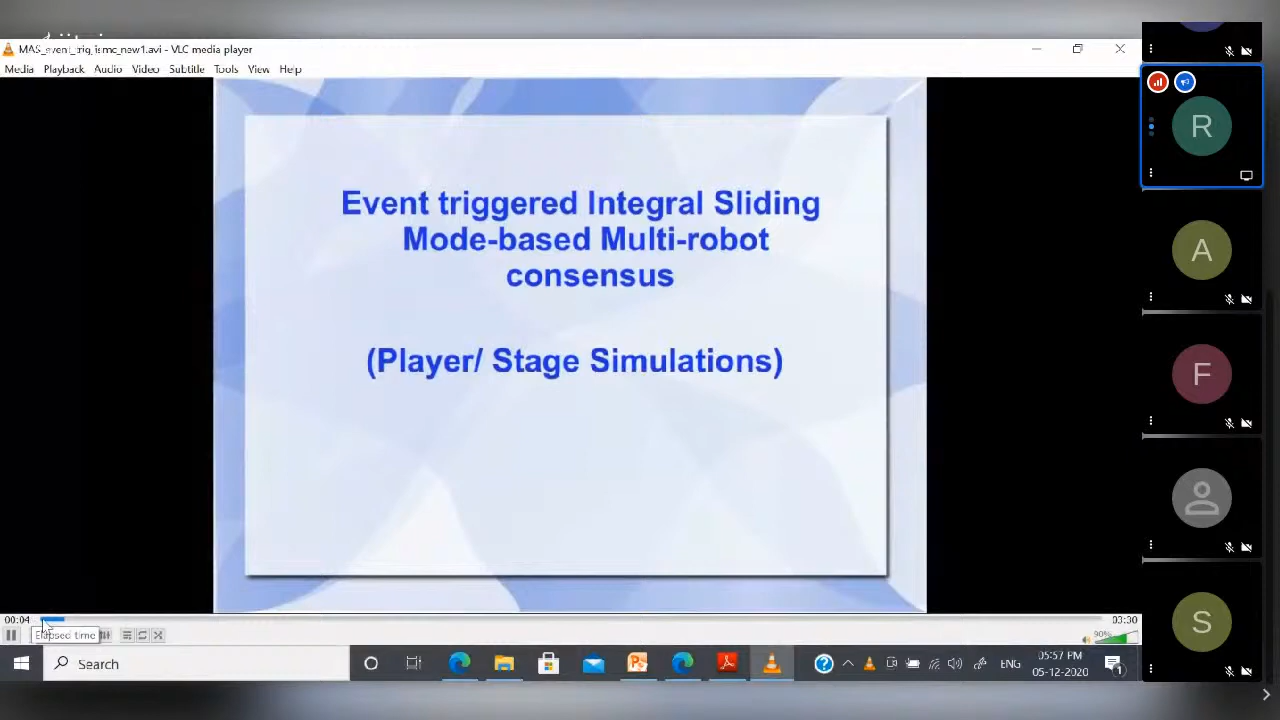 MAS_event_trig_ismc_new1.avi - VLC media player
Media Playback Audio Video Subtitle Tools View Help
Event triggered Integral Sliding
Mode-based Multi-robot
consensus
(Player/ Stage Simulations)
R
A
F
S
00:04
03:30
Elapsed time
90%
Search
ENG
05:57 PM
05-12-2020
1